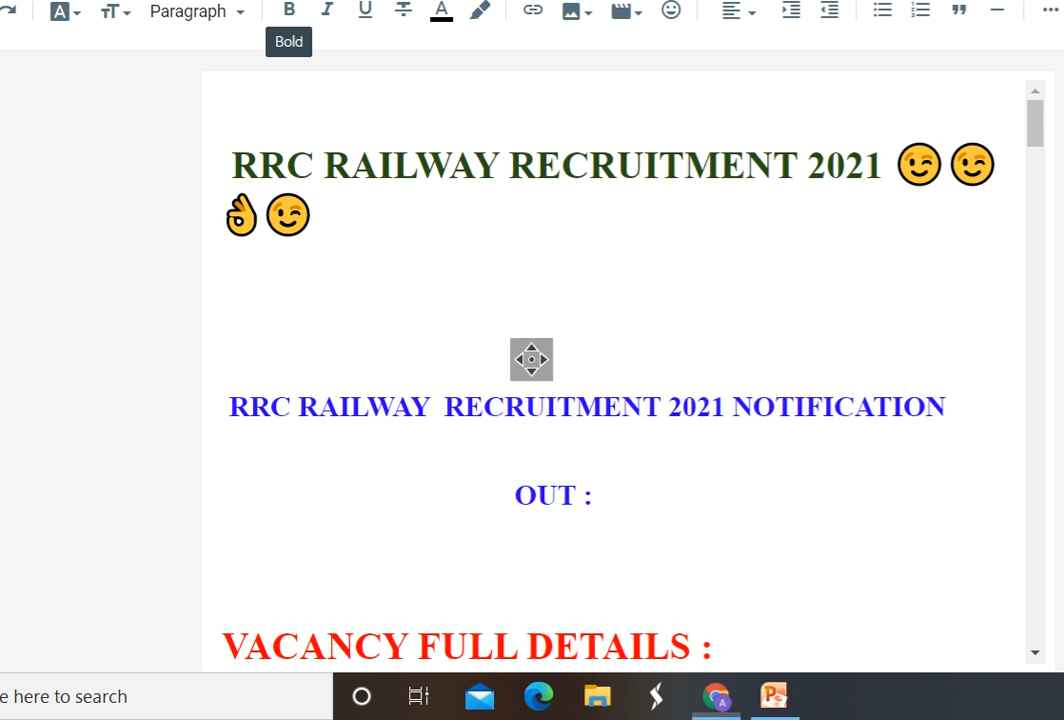 Paragraph B I U T A
Bold
RRC RAILWAY RECRUITMENT 2021 😉😉
👌😉
RRC RAILWAY  RECRUITMENT 2021 NOTIFICATION
OUT :
VACANCY FULL DETAILS :
e here to search